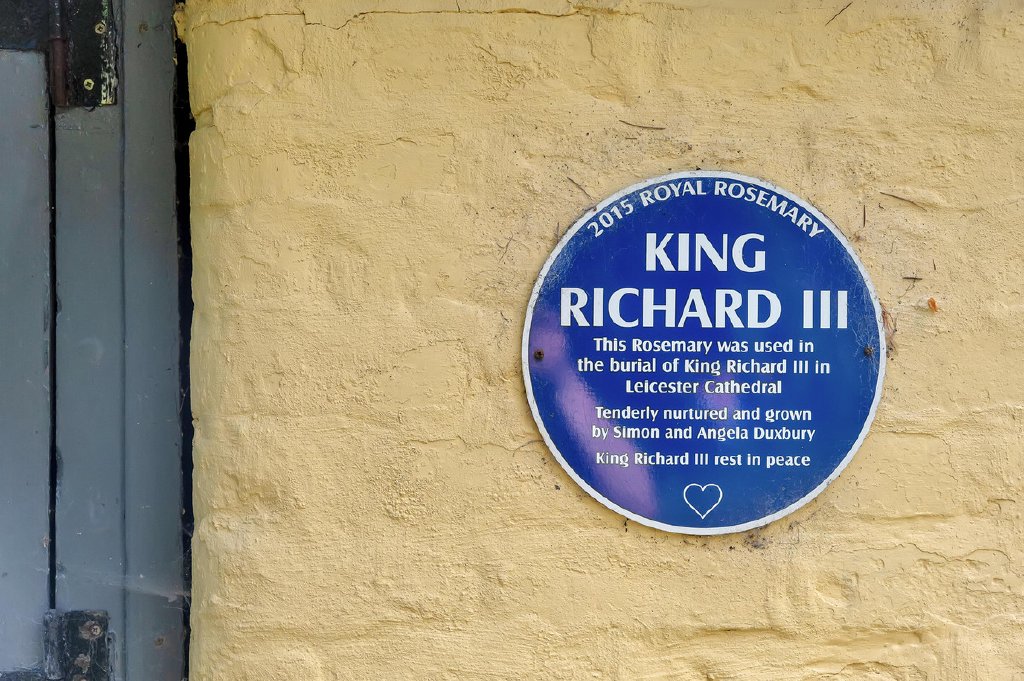 2015 ROYAL ROSEMARY
KING
RICHARD III
This Rosemary was used in
the burial of King Richard III in
Leicester Cathedral
Tenderly nurtured and grown
by Simon and Angela Duxbury
King Richard III rest in peace